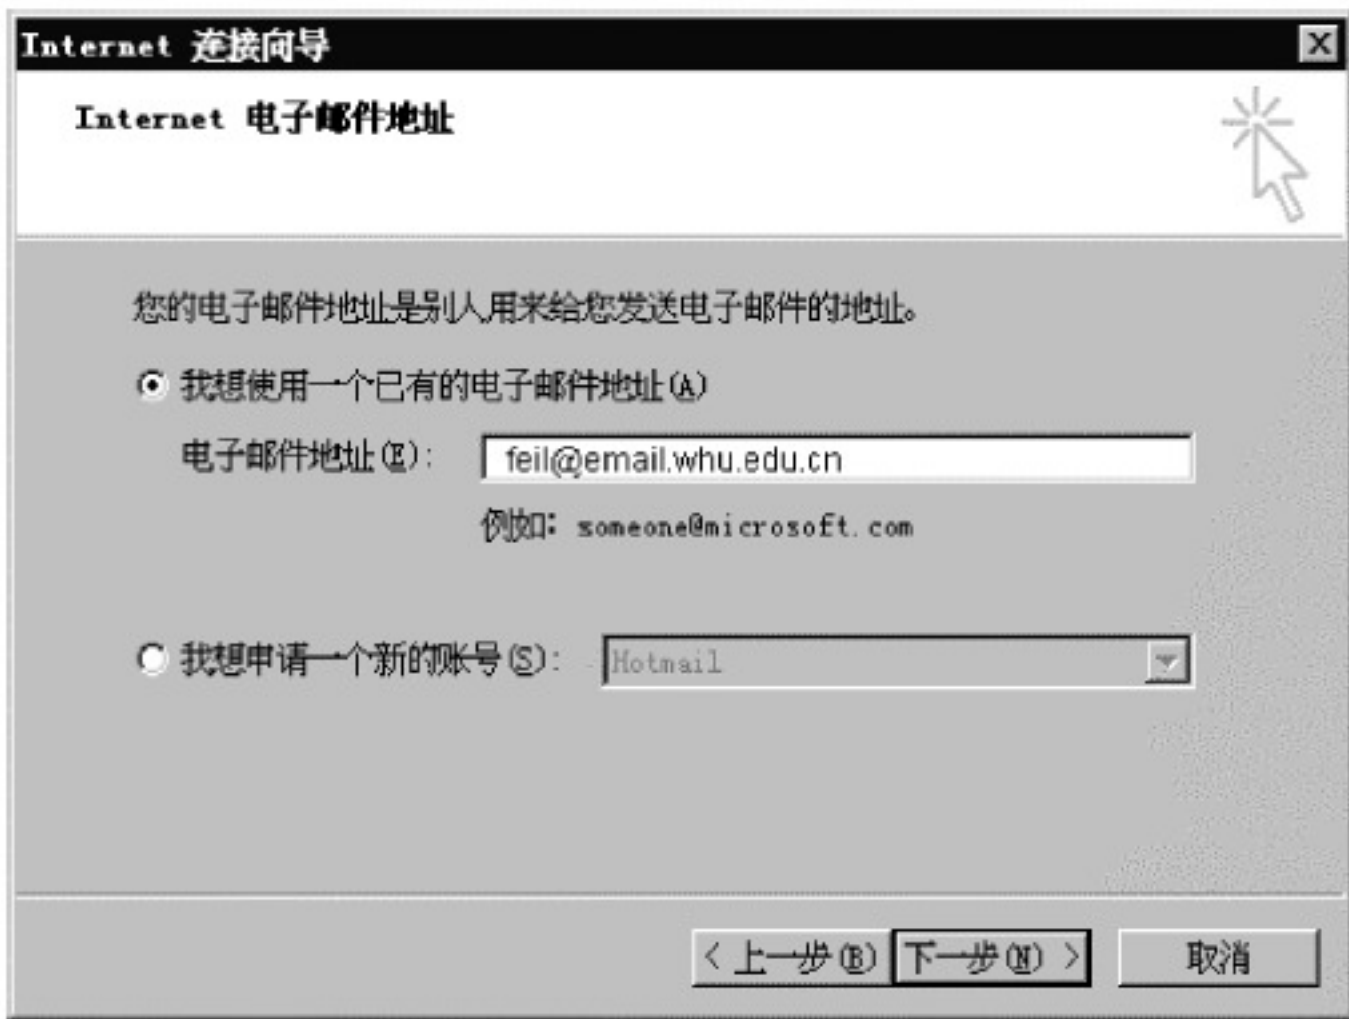 Internet 连接向导
Internet 电子邮件地址
您的电子邮件地址是别人用来给您发送电子邮件的地址。
我想使用一个已有的电子邮件地址(A)
电子邮件地址(E): feil@email.whu.edu.cn
例如: someone@microsoft.com
我想申请一个新的账号(S): Hotmail
< 上一步(B) 下一步(N) > 取消